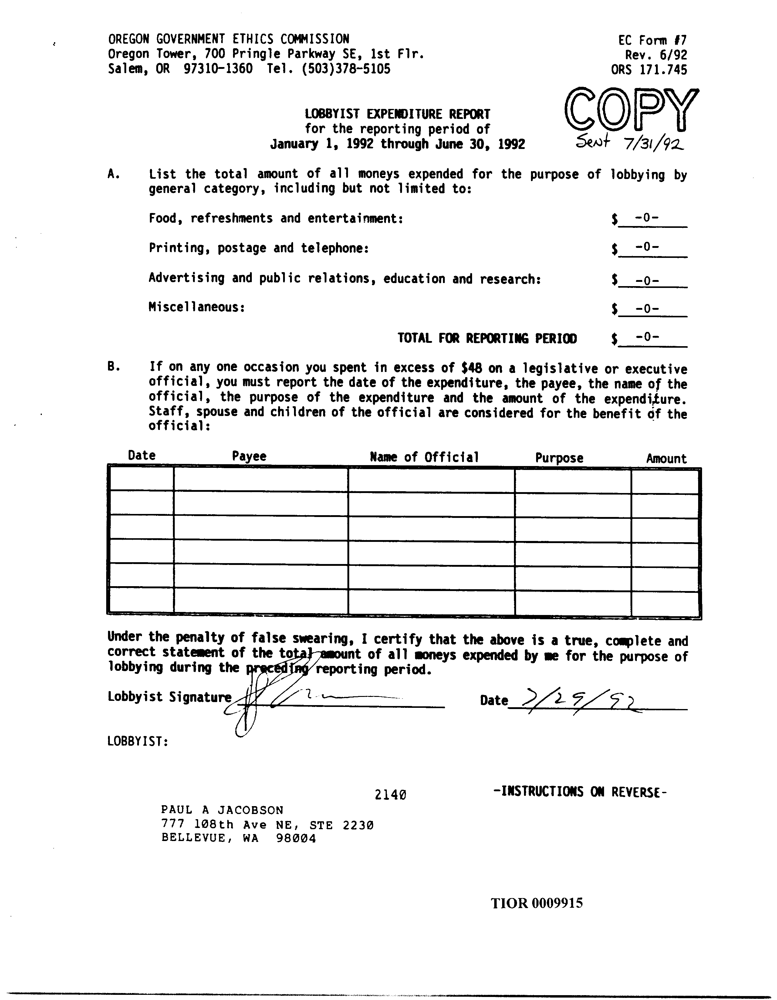 OREGON GOVERNMENT ETHICS COMMISSION
Oregon Tower, 700 Pringle Parkway SE, 1st Flr.
Salem, OR 97310-1360 Tel. (503)378-5105
EC Form #7
Rev. 6/92
ORS 171.745
LOBBYIST EXPENDITURE REPORT
for the reporting period of
January 1, 1992 through June 30, 1992
COPY
Sent 7/31/92
A. List the total amount of all moneys expended for the purpose of lobbying by
general category, including but not limited to:
Food, refreshments and entertainment: $ -0-
Printing, postage and telephone: $ -0-
Advertising and public relations, education and research: $ -0-
Miscellaneous: $ -0-
TOTAL FOR REPORTING PERIOD $ -0-
B. If on any one occasion you spent in excess of $48 on a legislative or executive
official, you must report the date of the expenditure, the payee, the name of the
official, the purpose of the expenditure and the amount of the expenditure.
Staff, spouse and children of the official are considered for the benefit of the
official:
Date Payee Name of Official Purpose Amount
Under the penalty of false swearing, I certify that the above is a true, complete and
correct statement of the total amount of all moneys expended by me for the purpose of
lobbying during the preceding reporting period.
Lobbyist Signature Date 7/29/92
LOBBYIST:
2140 -INSTRUCTIONS ON REVERSE-
PAUL A JACOBSON
777 108th Ave NE, STE 2230
BELLEVUE, WA 98004
TIOR 0009915